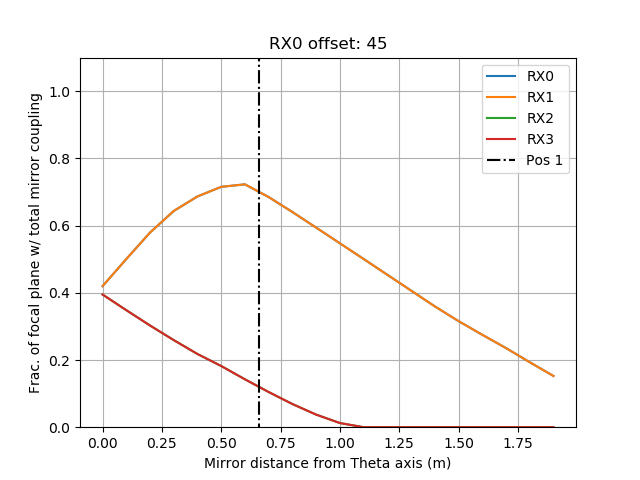 RX0 offset: 45
RX0
RX1
RX2
RX3
Pos 1
Frac. of focal plane w/ total mirror coupling
1.0
0.8
0.6
0.4
0.2
0.0
0.00 0.25 0.50 0.75 1.00 1.25 1.50 1.75
Mirror distance from Theta axis (m)